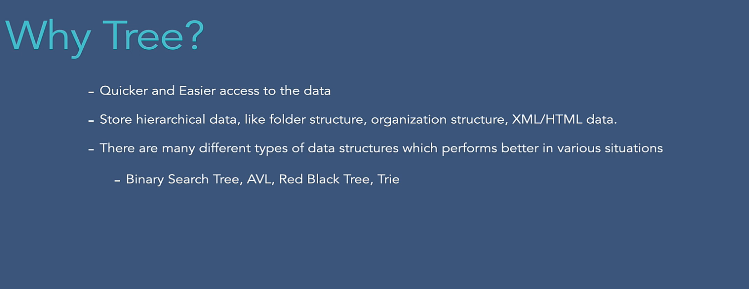 Why Tree?
- Quicker and Easier access to the data
- Store hierarchical data, like folder structure, organization structure, XML/HTML data.
- There are many different types of data structures which performs better in various situations
- Binary Search Tree, AVL, Red Black Tree, Trie